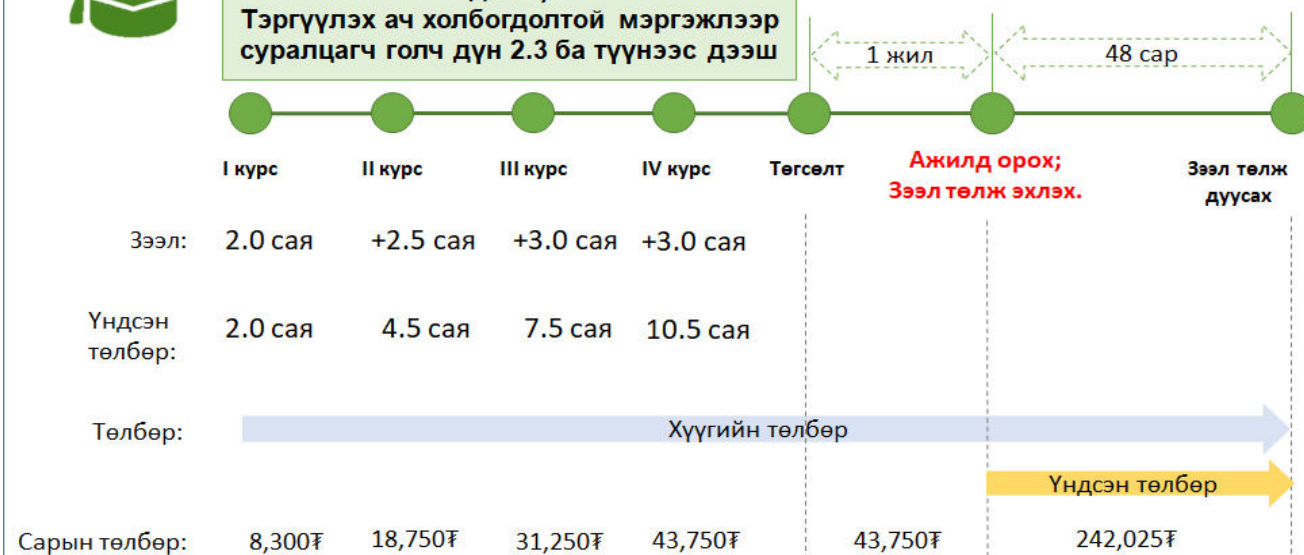 Тэргүүлэх ач холбогдолтой мэргэжлээр
суралцагч голч дүн 2.3 ба түүнээс дээш
1 жил
48 сар
I курс
II курс
III курс
IV курс
Төгсөлт
Ажилд орох;
Зээл төлж эхлэх.
Зээл төлж
дуусах
Зээл:
2.0 сая
+2.5 сая
+3.0 сая
+3.0 сая
Үндсэн
төлбөр:
2.0 сая
4.5 сая
7.5 сая
10.5 сая
Төлбөр:
Хүүгийн төлбөр
Үндсэн төлбөр
Сарын төлбөр:
8,300₮
18,750₮
31,250₮
43,750₮
43,750₮
242,025₮